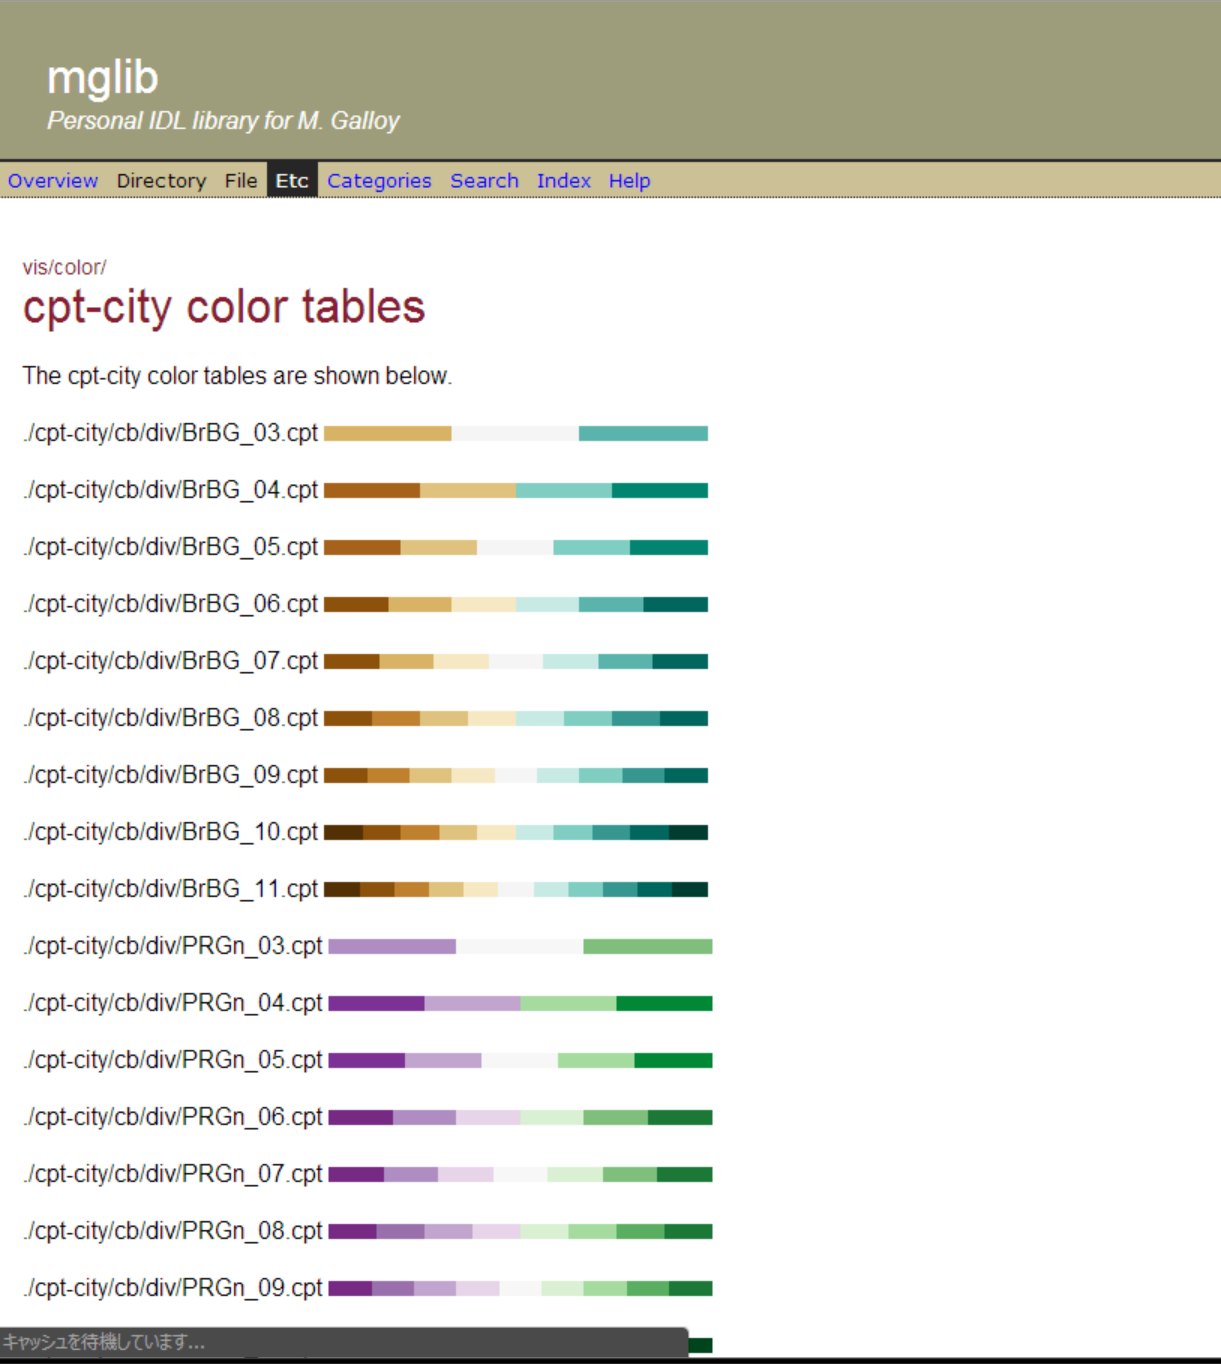 mglib
Personal IDL library for M. Galloy
Overview Directory File Etc Categories Search Index Help
vis/color/
cpt-city color tables
The cpt-city color tables are shown below.
./cpt-city/cb/div/BrBG_03.cpt
./cpt-city/cb/div/BrBG_04.cpt
./cpt-city/cb/div/BrBG_05.cpt
./cpt-city/cb/div/BrBG_06.cpt
./cpt-city/cb/div/BrBG_07.cpt
./cpt-city/cb/div/BrBG_08.cpt
./cpt-city/cb/div/BrBG_09.cpt
./cpt-city/cb/div/BrBG_10.cpt
./cpt-city/cb/div/BrBG_11.cpt
./cpt-city/cb/div/PRGn_03.cpt
./cpt-city/cb/div/PRGn_04.cpt
./cpt-city/cb/div/PRGn_05.cpt
./cpt-city/cb/div/PRGn_06.cpt
./cpt-city/cb/div/PRGn_07.cpt
./cpt-city/cb/div/PRGn_08.cpt
./cpt-city/cb/div/PRGn_09.cpt
キャッシュを待機しています...